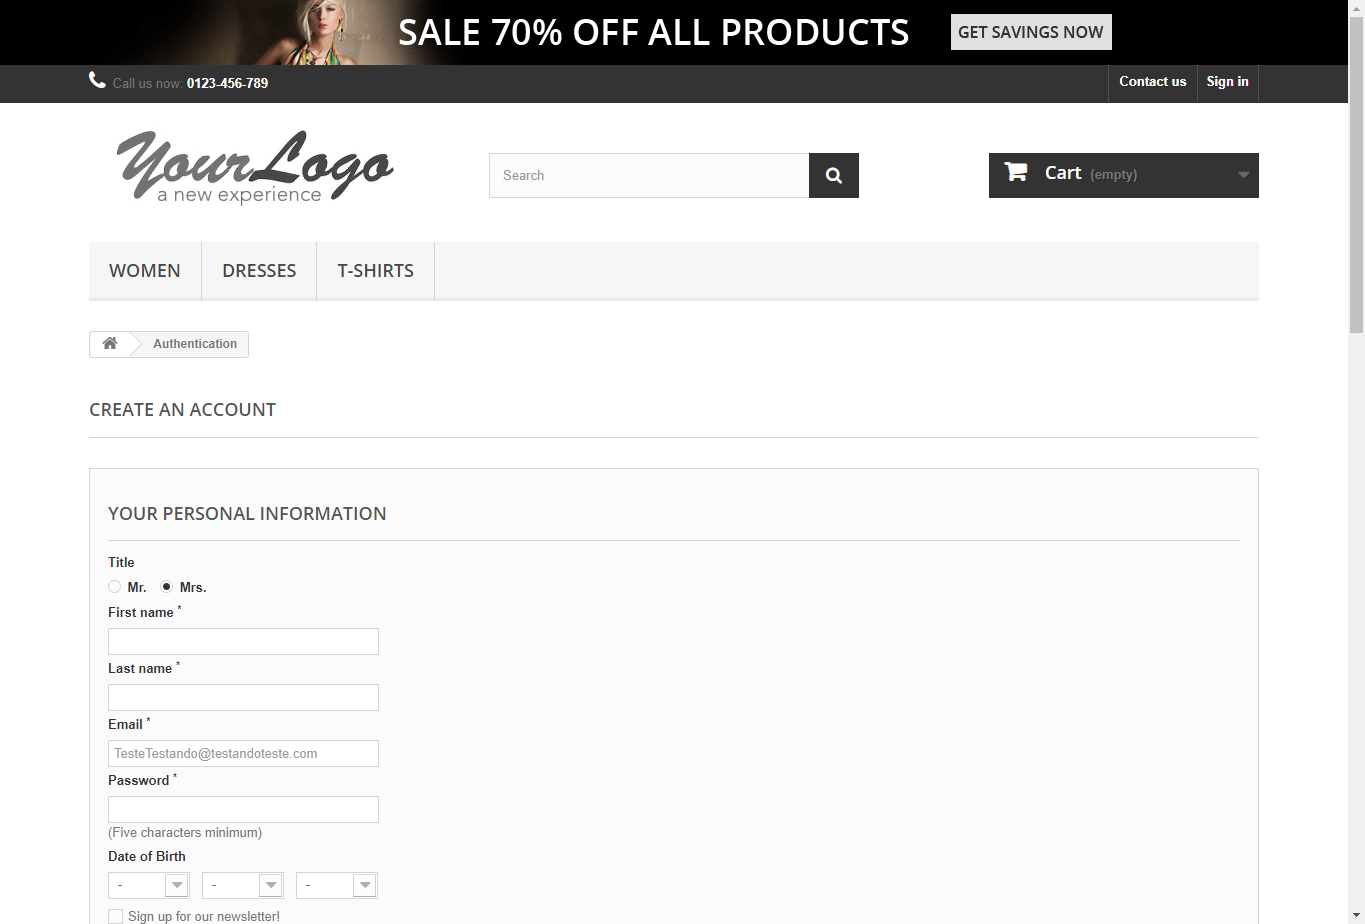 SALE 70% OFF ALL PRODUCTS GET SAVINGS NOW
Call us now: 0123-456-789 Contact us Sign in
YourLogo
a new experience
Search
Cart (empty)
WOMEN DRESSES T-SHIRTS
Authentication
CREATE AN ACCOUNT
YOUR PERSONAL INFORMATION
Title
Mr. Mrs.
First name *
Last name *
Email *
TesteTestando@testandoteste.com
Password *
(Five characters minimum)
Date of Birth
- - -
Sign up for our newsletter!